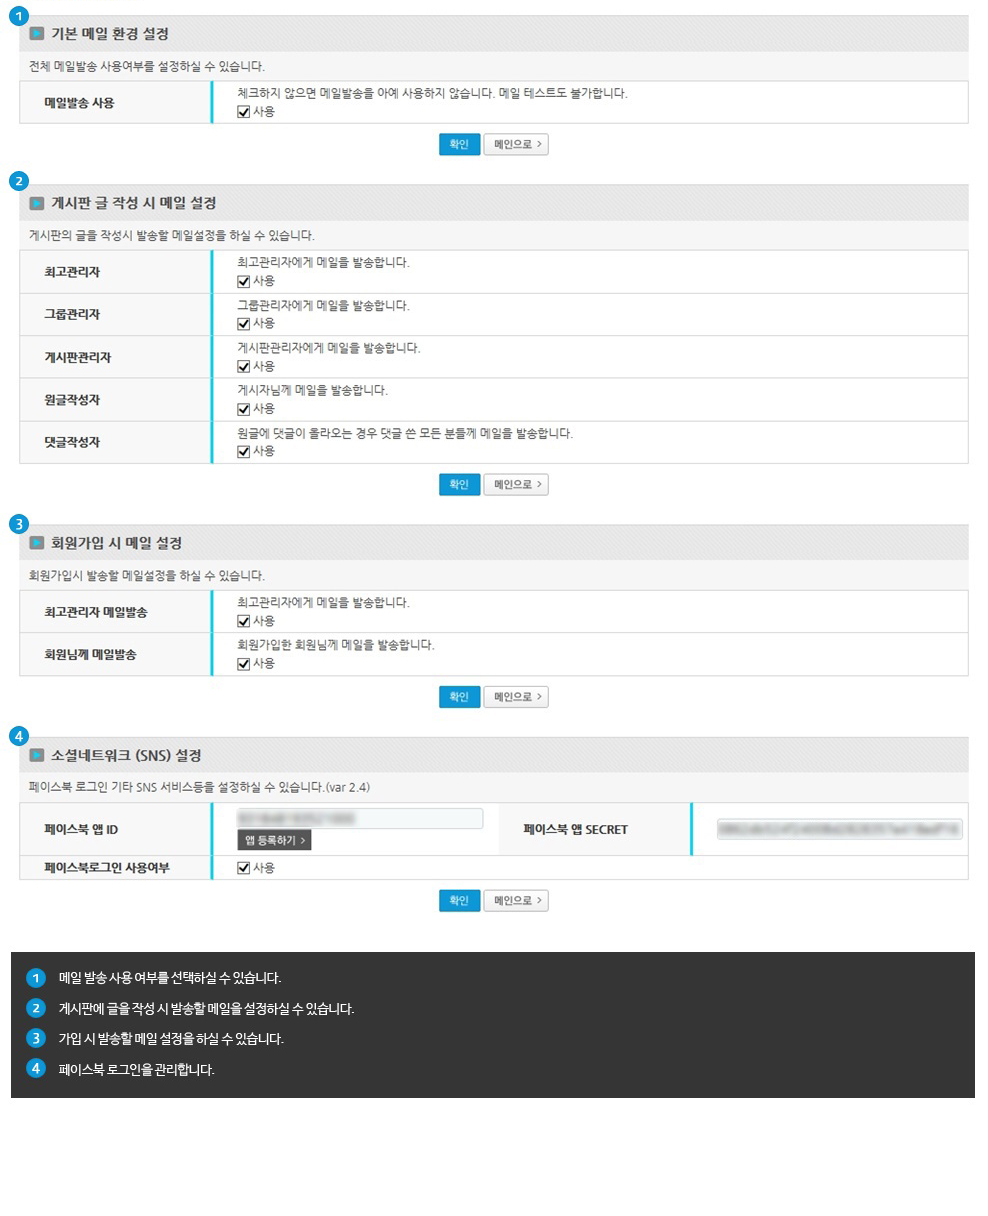 1
기본 메일 환경 설정
전체 메일발송 사용여부를 설정하실 수 있습니다.
메일발송 사용
체크하지 않으면 메일발송을 아예 사용하지 않습니다. 메일 테스트도 불가합니다.
사용
확인 메인으로 >
2
게시판 글 작성 시 메일 설정
게시판의 글을 작성시 발송할 메일설정을 하실 수 있습니다.
최고관리자
최고관리자에게 메일을 발송합니다.
사용
그룹관리자
그룹관리자에게 메일을 발송합니다.
사용
게시판관리자
게시판관리자에게 메일을 발송합니다.
사용
원글작성자
게시자님께 메일을 발송합니다.
사용
댓글작성자
원글에 댓글이 올라오는 경우 댓글 쓴 모든 분들께 메일을 발송합니다.
사용
확인 메인으로 >
3
회원가입 시 메일 설정
회원가입시 발송할 메일설정을 하실 수 있습니다.
최고관리자 메일발송
최고관리자에게 메일을 발송합니다.
사용
회원님께 메일발송
회원가입한 회원님께 메일을 발송합니다.
사용
확인 메인으로 >
4
소셜네트워크 (SNS) 설정
페이스북 로그인 기타 SNS 서비스등을 설정하실 수 있습니다.(var 2.4)
페이스북 앱 ID
앱 등록하기 >
페이스북 앱 SECRET
페이스북로그인 사용여부
사용
확인 메인으로 >
1 메일 발송 사용 여부를 선택하실 수 있습니다.
2 게시판에 글을 작성 시 발송할 메일을 설정하실 수 있습니다.
3 가입 시 발송할 메일 설정을 하실 수 있습니다.
4 페이스북 로그인을 관리합니다.